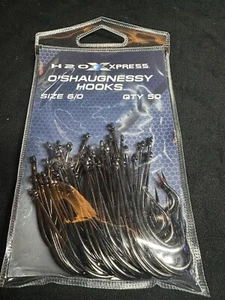 H2O XPRESS
O'SHAUGNESSY
HOOKS
SIZE 6/0 QTY 50